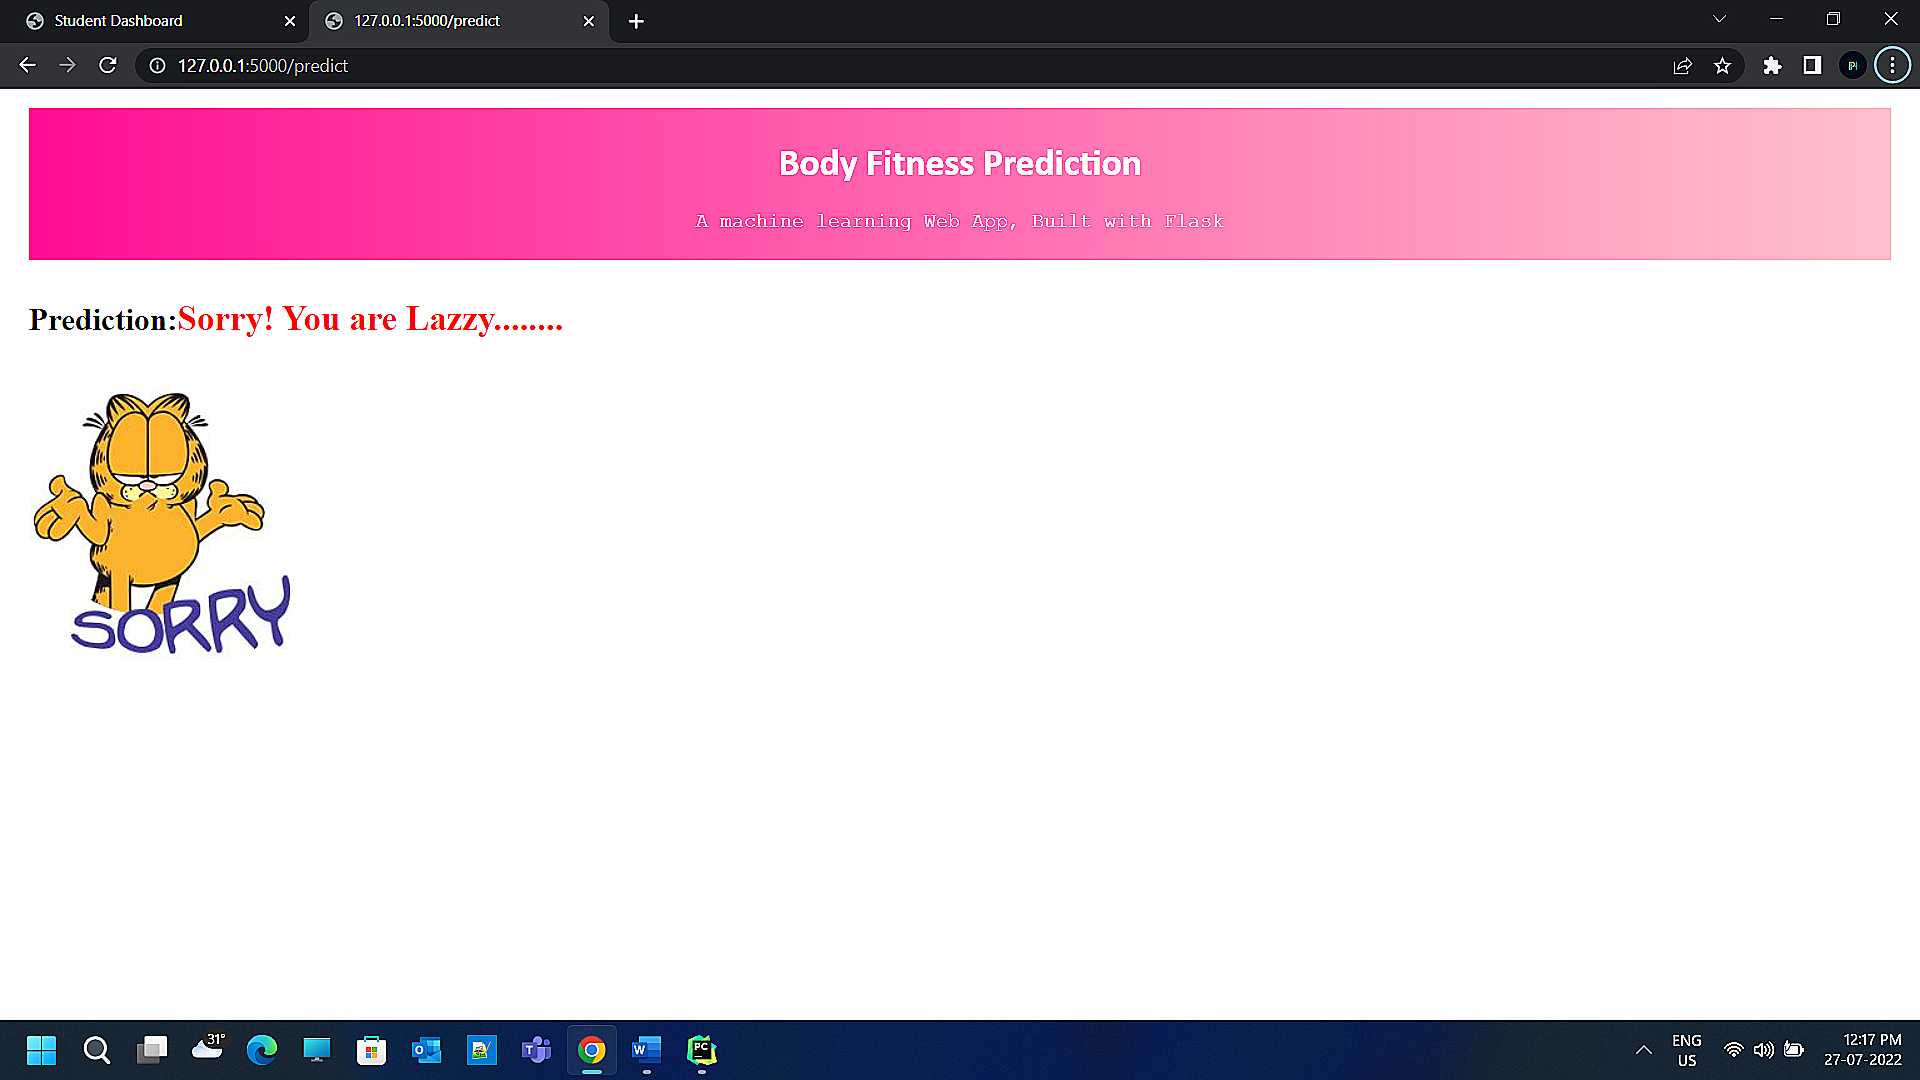 Student Dashboard
127.0.0.1:5000/predict
127.0.0.1:5000/predict
PI
Body Fitness Prediction
A machine learning Web App, Built with Flask
Prediction:Sorry! You are Lazzy........
SORRY
31°
ENG
US
12:17 PM
27-07-2022